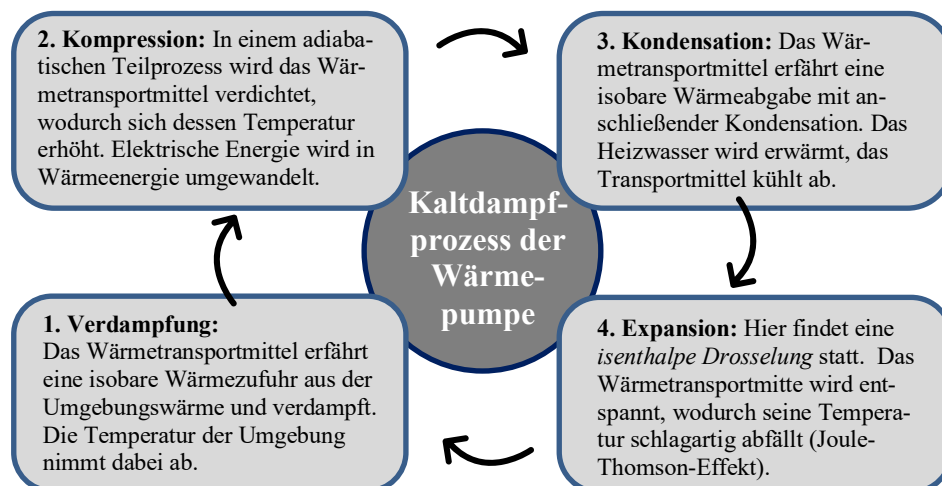 2. Kompression: In einem adiaba-
tischen Teilprozess wird das Wär-
metransportmittel verdichtet,
wodurch sich dessen Temperatur
erhöht. Elektrische Energie wird in
Wärmeenergie umgewandelt.
3. Kondensation: Das Wär-
metransportmittel erfährt eine
isobare Wärmeabgabe mit an-
schließender Kondensation. Das
Heizwasser wird erwärmt, das
Transportmittel kühlt ab.
Kaltdampf-
prozess der
Wärme-
pumpe
1. Verdampfung:
Das Wärmetransportmittel erfährt
eine isobare Wärmezufuhr aus der
Umgebungswärme und verdampft.
Die Temperatur der Umgebung
nimmt dabei ab.
4. Expansion: Hier findet eine
isenthalpe Drosselung statt. Das
Wärmetransportmitte wird ent-
spannt, wodurch seine Tempera-
tur schlagartig abfällt (Joule-
Thomson-Effekt).